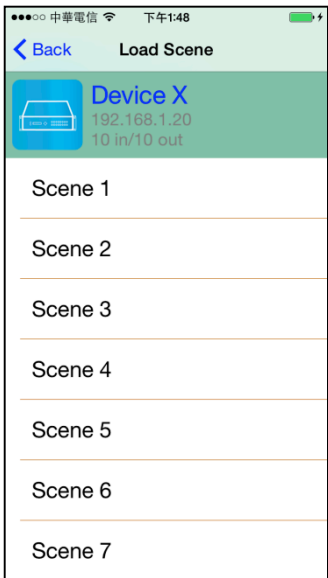 中華電信 下午1:48
Back Load Scene
Device X
192.168.1.20
10 in/10 out
Scene 1
Scene 2
Scene 3
Scene 4
Scene 5
Scene 6
Scene 7